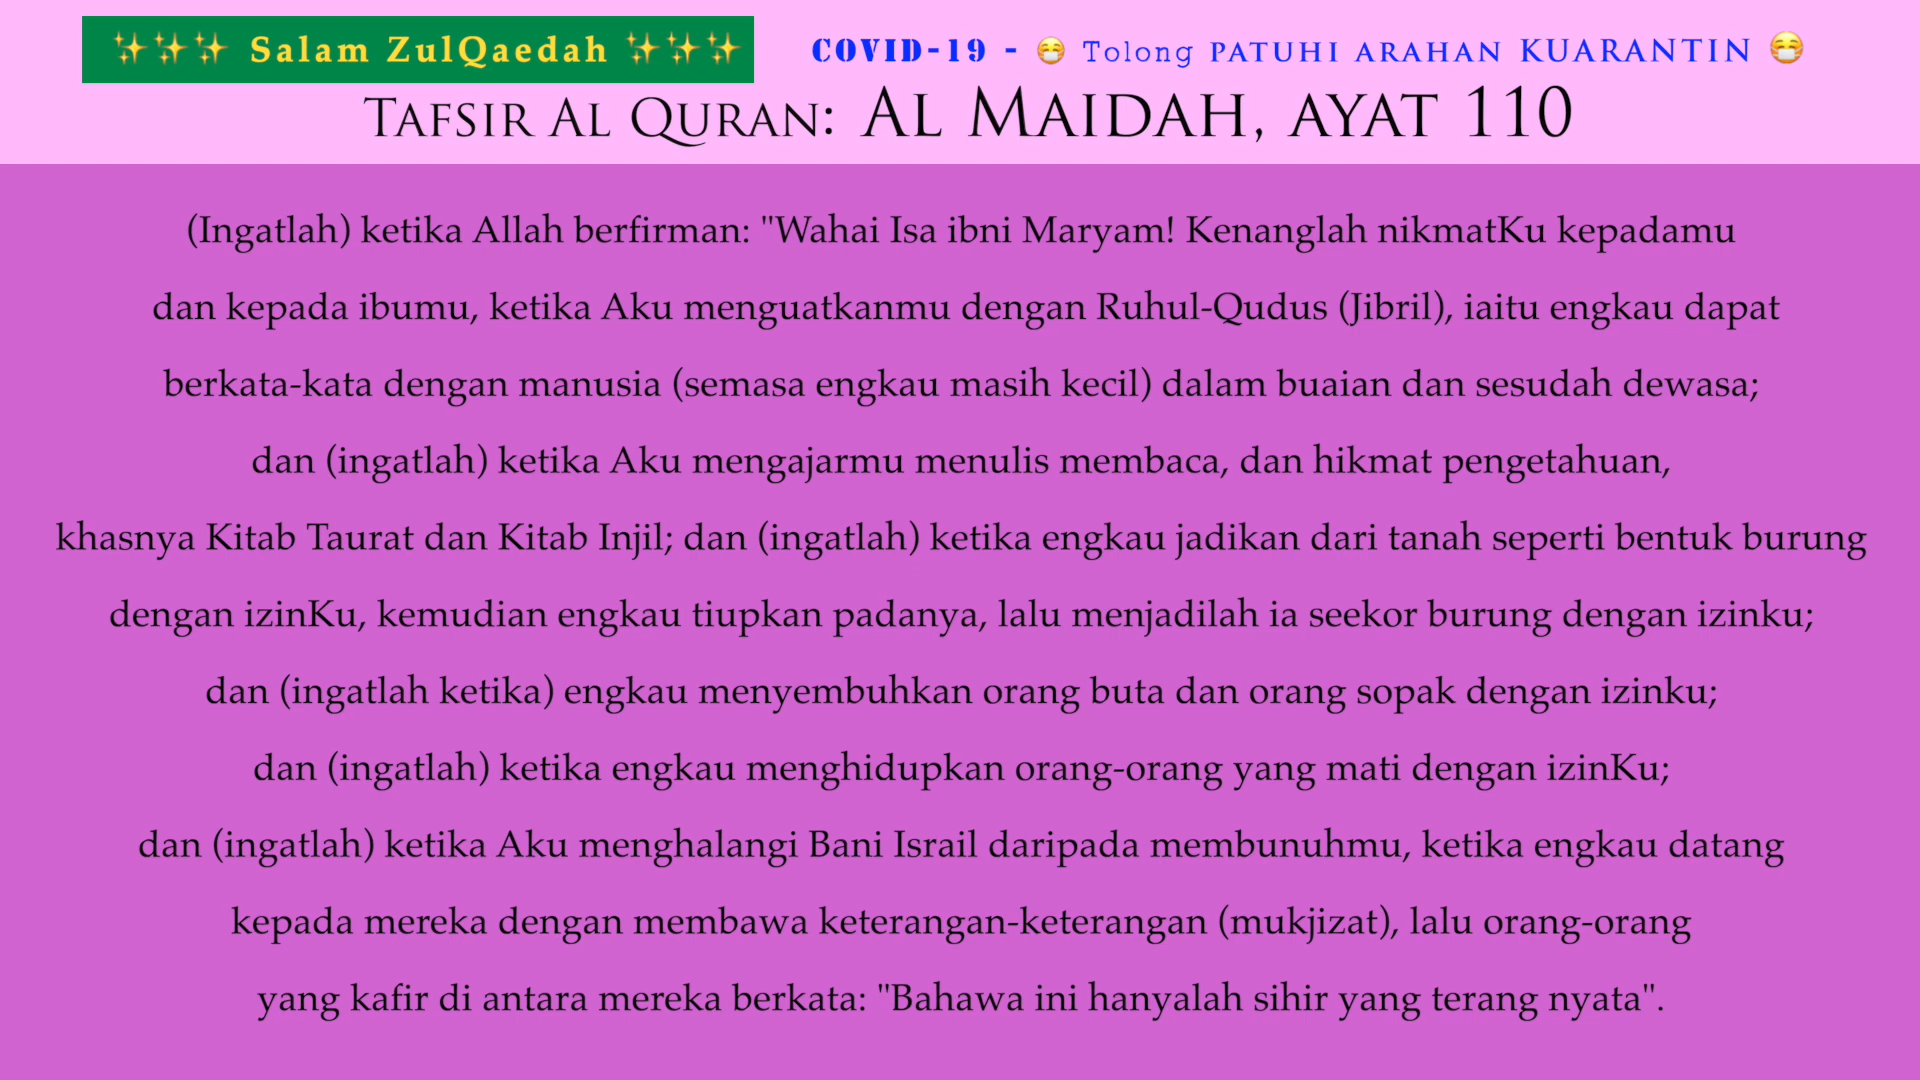 ✨✨✨ Salam ZulQaedah ✨✨✨
COVID-19 - 😷 Tolong PATUHI ARAHAN KUARANTIN 😷
Tafsir Al Quran: Al Maidah, ayat 110
(Ingatlah) ketika Allah berfirman: "Wahai Isa ibni Maryam! Kenanglah nikmatKu kepadamu
dan kepada ibumu, ketika Aku menguatkanmu dengan Ruhul-Qudus (Jibril), iaitu engkau dapat
berkata-kata dengan manusia (semasa engkau masih kecil) dalam buaian dan sesudah dewasa;
dan (ingatlah) ketika Aku mengajarmu menulis membaca, dan hikmat pengetahuan,
khasnya Kitab Taurat dan Kitab Injil; dan (ingatlah) ketika engkau jadikan dari tanah seperti bentuk burung
dengan izinKu, kemudian engkau tiupkan padanya, lalu menjadilah ia seekor burung dengan izinku;
dan (ingatlah ketika) engkau menyembuhkan orang buta dan orang sopak dengan izinku;
dan (ingatlah) ketika engkau menghidupkan orang-orang yang mati dengan izinKu;
dan (ingatlah) ketika Aku menghalangi Bani Israil daripada membunuhmu, ketika engkau datang
kepada mereka dengan membawa keterangan-keterangan (mukjizat), lalu orang-orang
yang kafir di antara mereka berkata: "Bahawa ini hanyalah sihir yang terang nyata".